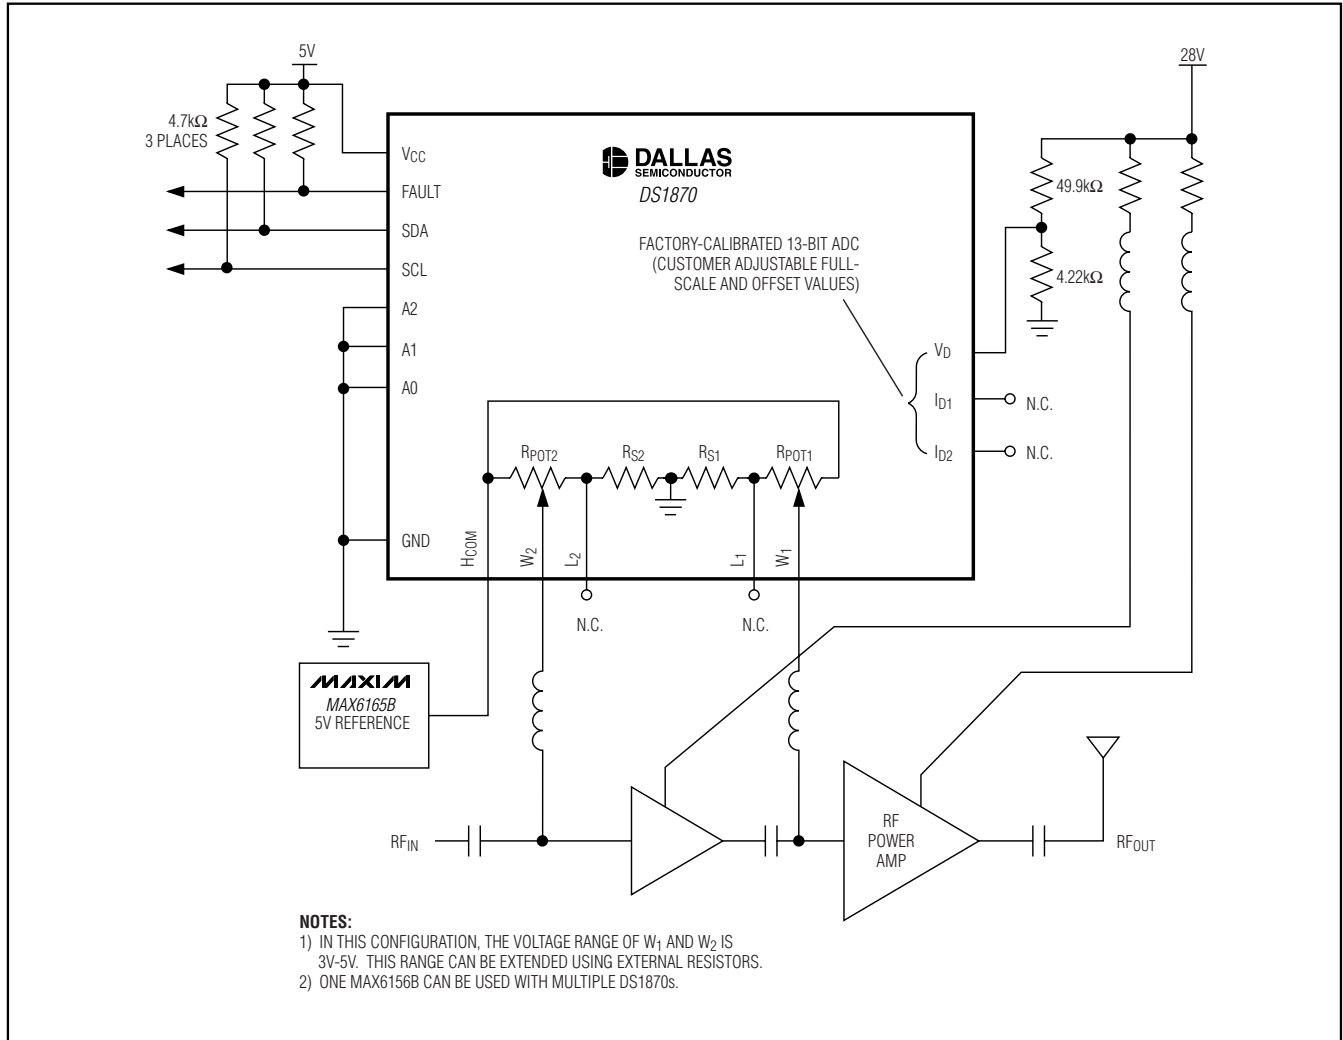 5V
28V
4.7kΩ
3 PLACES
VCC
FAULT
SDA
SCL
A2
A1
A0
GND
DALLAS
SEMICONDUCTOR
DS1870
FACTORY-CALIBRATED 13-BIT ADC
(CUSTOMER ADJUSTABLE FULL-
SCALE AND OFFSET VALUES)
49.9kΩ
4.22kΩ
VD
ID1
N.C.
ID2
N.C.
RPOT2
RS2
RS1
RPOT1
HCOM
W2
L2
L1
W1
N.C.
N.C.
MAXIM
MAX6165B
5V REFERENCE
RFIN
RF
POWER
AMP
RFOUT
NOTES:
1) IN THIS CONFIGURATION, THE VOLTAGE RANGE OF W1 AND W2 IS
3V-5V. THIS RANGE CAN BE EXTENDED USING EXTERNAL RESISTORS.
2) ONE MAX6156B CAN BE USED WITH MULTIPLE DS1870s.